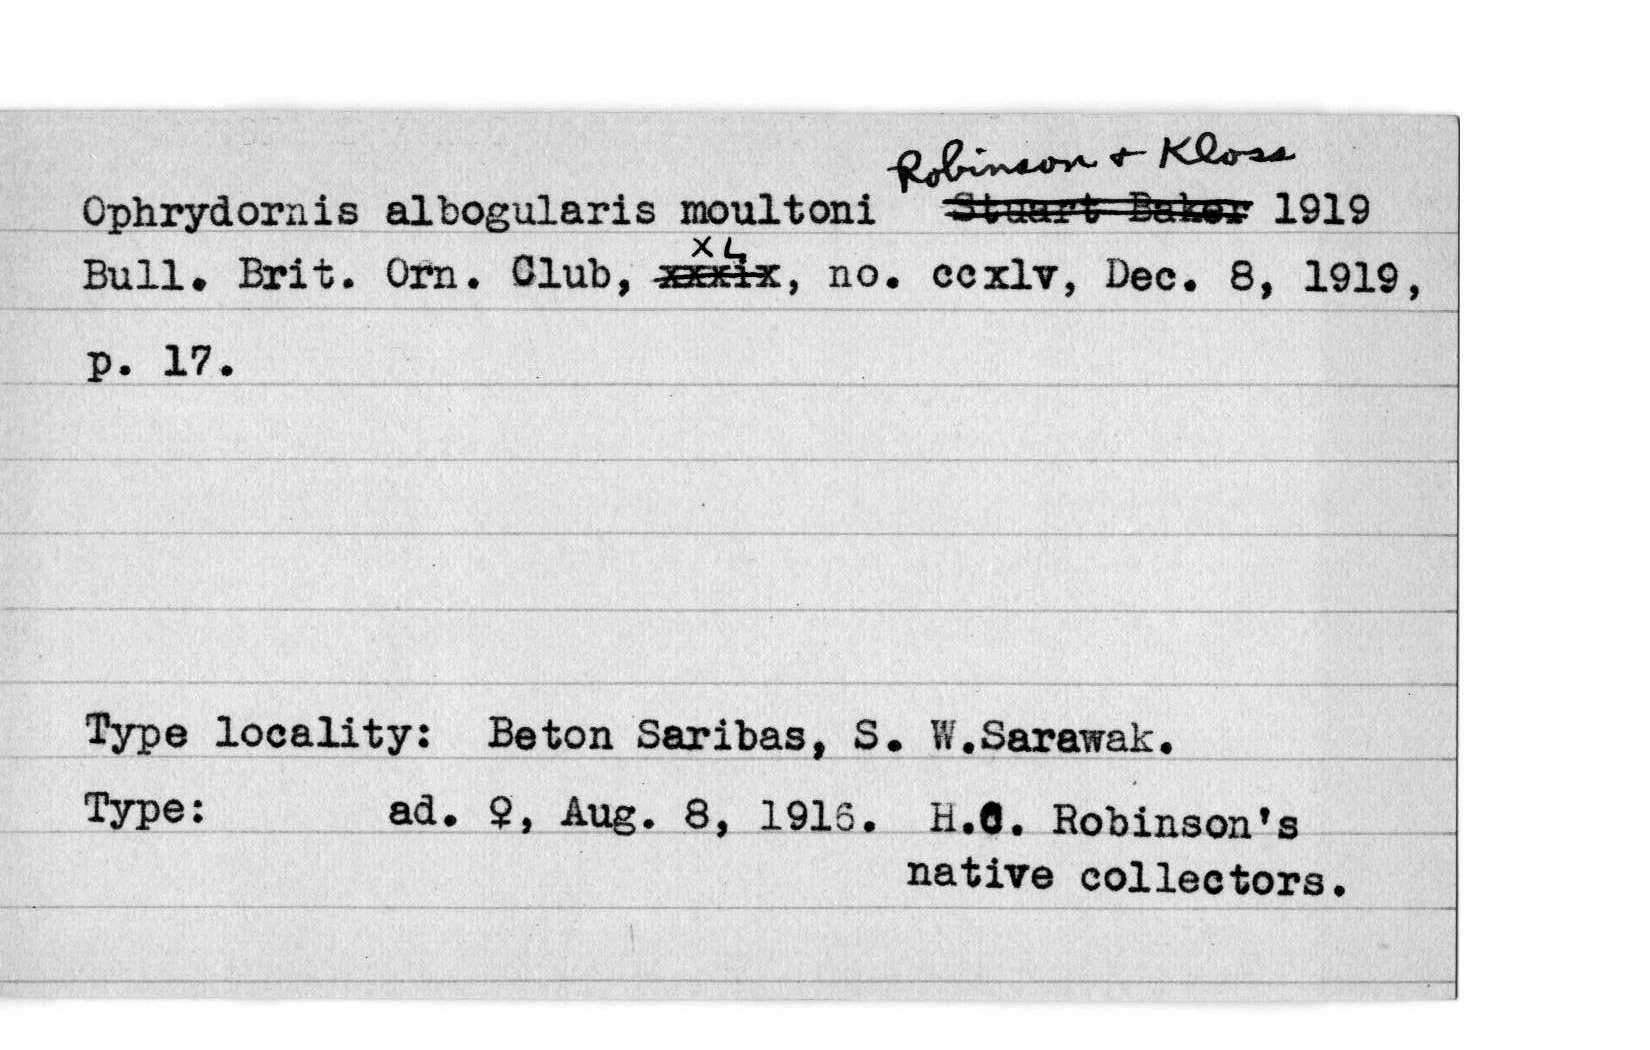 Robinson + Kloss
Ophrydornis albogularis moultoni Stuart Baker 1919
XL
Bull. Brit. Orn. Club, xxxix, no. ccxlv, Dec. 8, 1919,
p. 17.
Type locality: Beton Saribas, S. W.Sarawak.
Type: ad. ♀, Aug. 8, 1916. H.C. Robinson's
native collectors.